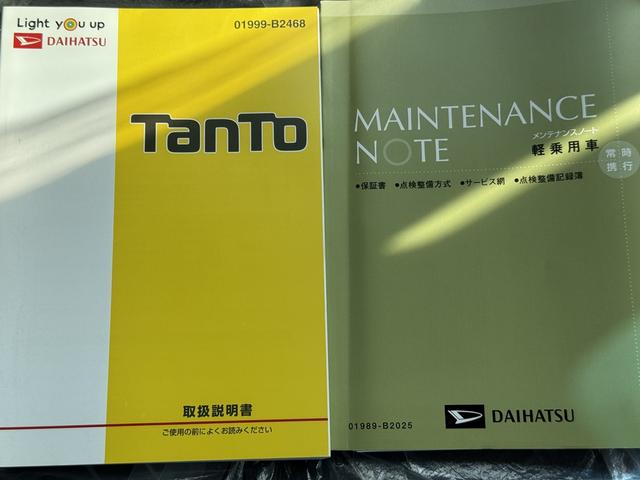 Light you up
DAIHATSU
01999-B2468
TanTo
取扱説明書
ご使用の前によくお読みください
MAINTENANCE
NOTE
メンテナンスノート
軽乗用車
常時
携行
●保証書 ●点検整備方式 ●サービス網 ●点検整備記録簿
01989-B2025
DAIHATSU